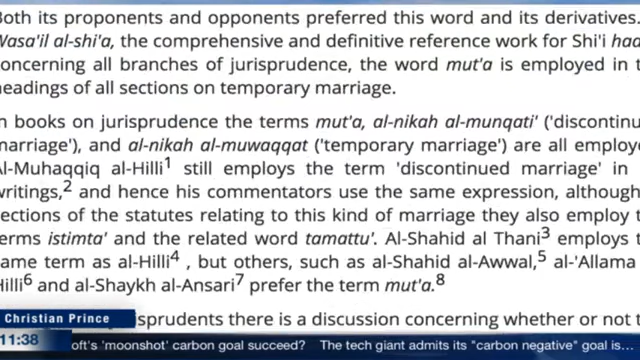 Both its proponents and opponents preferred this word and its derivatives.
Wasa'il al-shi'a, the comprehensive and definitive reference work for Shi'i
concerning all branches of jurisprudence, the word mut'a is employed in
headings of all sections on temporary marriage.
In books on jurisprudence the terms mut'a, al-nikah al-munqati' ('discontinu
marriage'), and al-nikah al-muwaqqat ('temporary marriage') are all employe
Al-Muhaqqiq al-Hilli1 still employs the term 'discontinued marriage' in
writings,2 and hence his commentators use the same expression, although
sections of the statutes relating to this kind of marriage they also employ t
terms istimta' and the related word tamattu'. Al-Shahid al Thani3 employs t
same term as al-Hilli4 , but others, such as al-Shahid al-Awwal,5 al-'Allama
Hilli6 and al-Shaykh al-Ansari7 prefer the term mut'a.8
Christian Prince
sprudents there is a discussion concerning whether or not t
11:38
oft's 'moonshot' carbon goal succeed? The tech giant admits its "carbon negative" goal is...